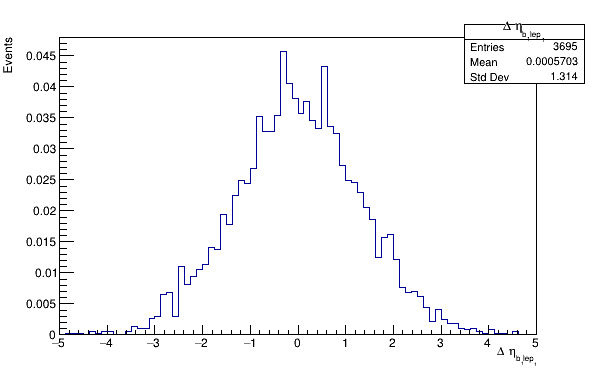 Δ η b,lep,
Entries 3695
Mean 0.0005703
Std Dev 1.314
Events
0.045
0.04
0.035
0.03
0.025
0.02
0.015
0.01
0.005
0
−5 −4 −3 −2 −1 0 1 2 3 4 5
Δ η b,lep,